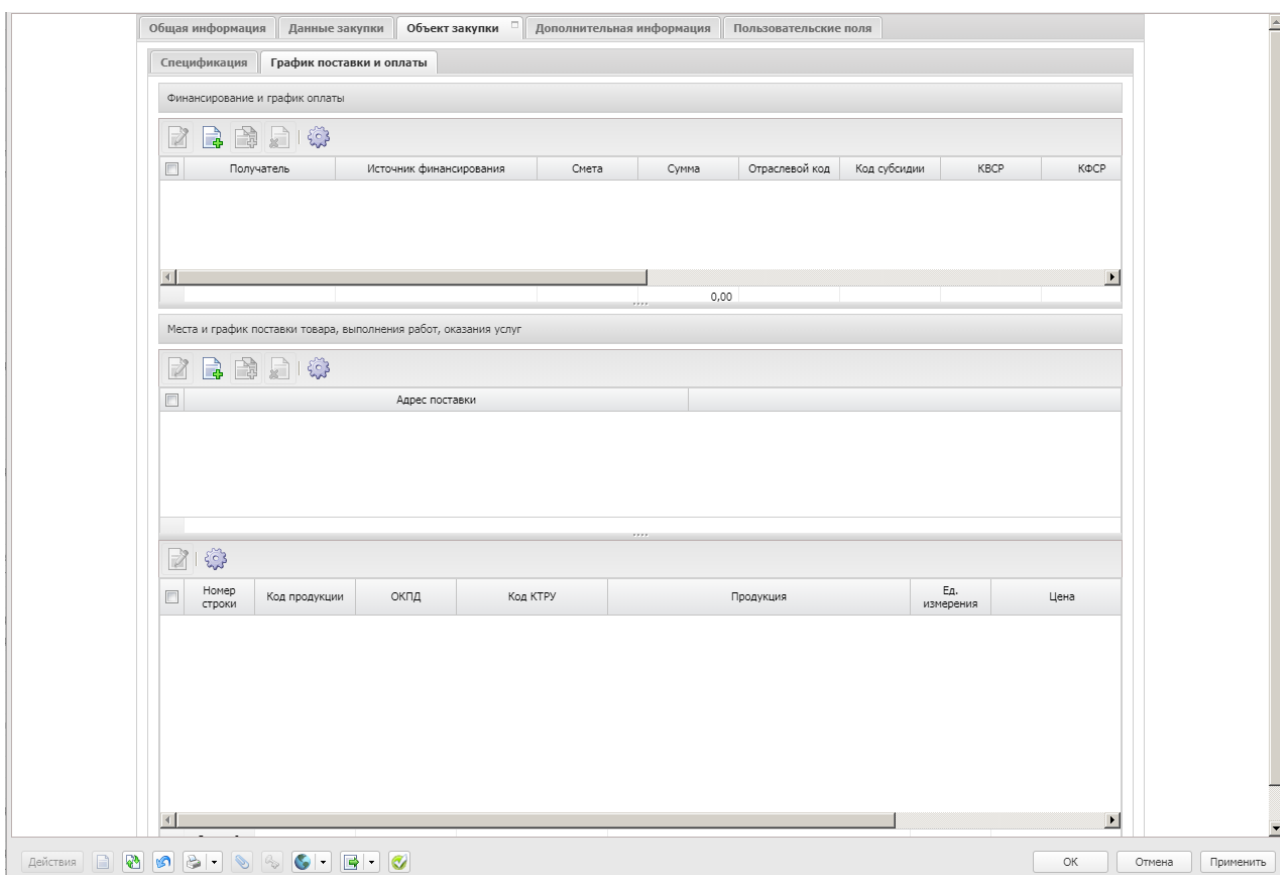 Общая информация Данные закупки Объект закупки Дополнительная информация Пользовательские поля
Спецификация График поставки и оплаты
Финансирование и график оплаты
Получатель Источник финансирования Смета Сумма Отраслевой код Код субсидии КВСР КФСР
0,00
Места и график поставки товара, выполнения работ, оказания услуг
Адрес поставки
Номер строки Код продукции ОКПД Код КТРУ Продукция Ед. измерения Цена
Действия ОК Отмена Применить